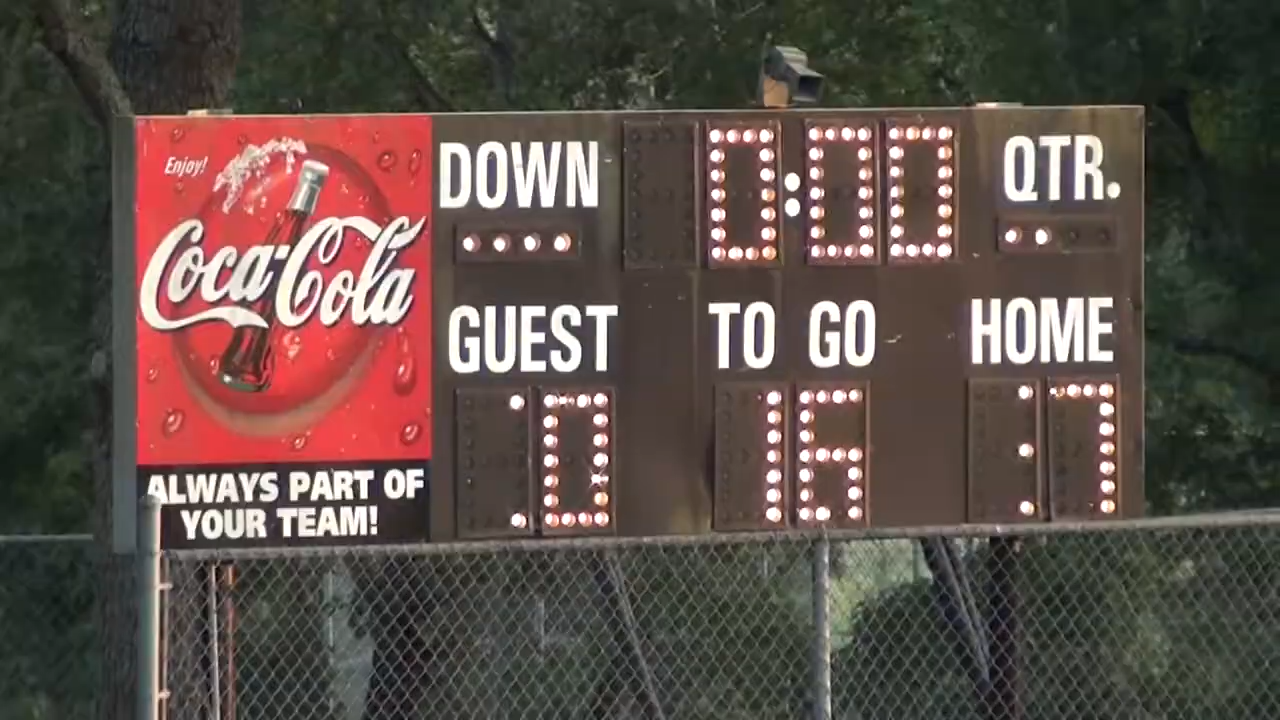 Enjoy!
Coca-Cola
ALWAYS PART OF
YOUR TEAM!
DOWN
0:00
QTR.
GUEST
TO GO
HOME
0
16
7